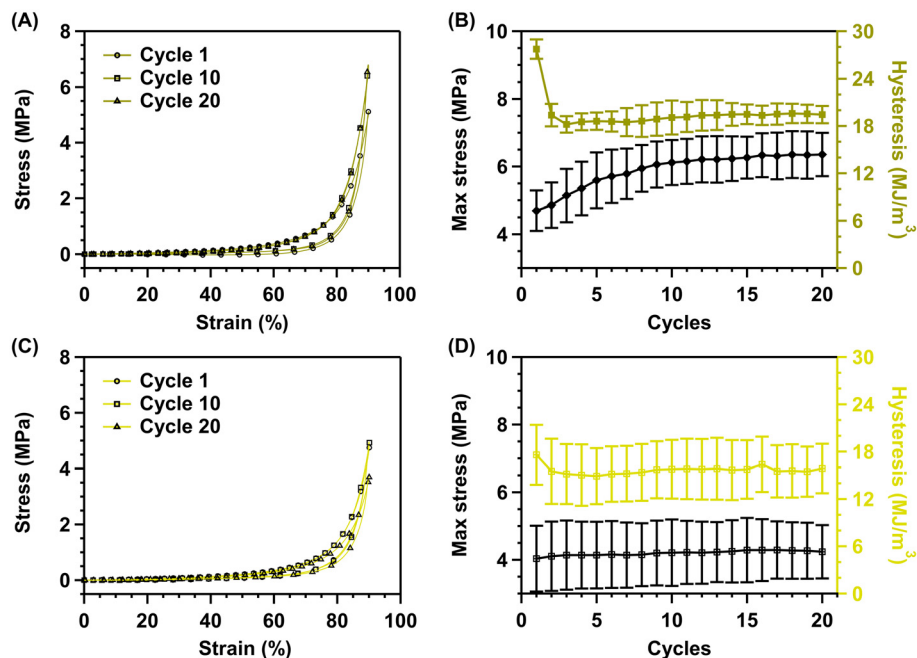 (A)
8
6
4
2
0
Stress (MPa)
Cycle 1
Cycle 10
Cycle 20
0 20 40 60 80 100
Strain (%)
(B)
10
8
6
4
Max stress (MPa)
30
24
18
12
6
0
Hysteresis (MJ/m³)
0 5 10 15 20
Cycles
(C)
8
6
4
2
0
Stress (MPa)
Cycle 1
Cycle 10
Cycle 20
0 20 40 60 80 100
Strain (%)
(D)
10
8
6
4
Max stress (MPa)
30
24
18
12
6
0
Hysteresis (MJ/m³)
0 5 10 15 20
Cycles